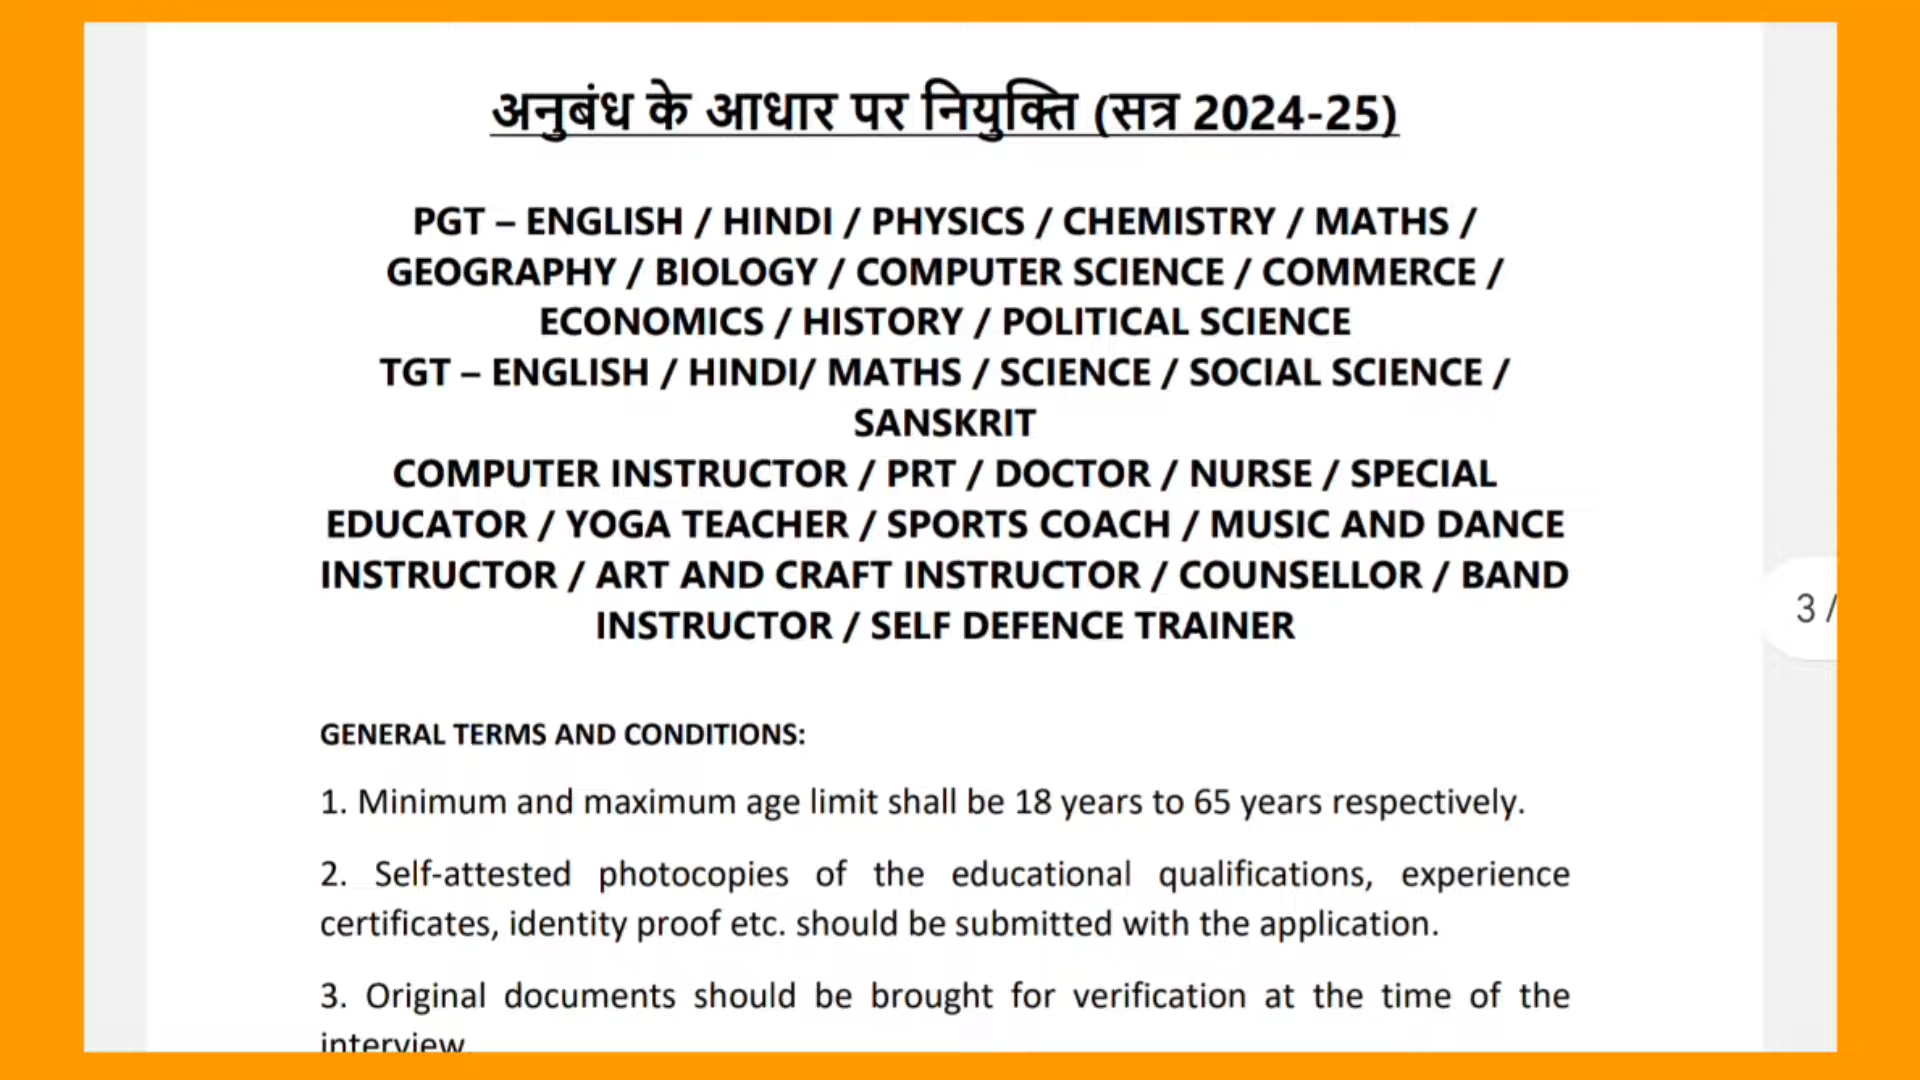 अनुबंध के आधार पर नियुक्ति (सत्र 2024-25)
PGT – ENGLISH / HINDI / PHYSICS / CHEMISTRY / MATHS /
GEOGRAPHY / BIOLOGY / COMPUTER SCIENCE / COMMERCE /
ECONOMICS / HISTORY / POLITICAL SCIENCE
TGT – ENGLISH / HINDI/ MATHS / SCIENCE / SOCIAL SCIENCE /
SANSKRIT
COMPUTER INSTRUCTOR / PRT / DOCTOR / NURSE / SPECIAL
EDUCATOR / YOGA TEACHER / SPORTS COACH / MUSIC AND DANCE
INSTRUCTOR / ART AND CRAFT INSTRUCTOR / COUNSELLOR / BAND
INSTRUCTOR / SELF DEFENCE TRAINER
3 /
GENERAL TERMS AND CONDITIONS:
1. Minimum and maximum age limit shall be 18 years to 65 years respectively.
2. Self-attested photocopies of the educational qualifications, experience
certificates, identity proof etc. should be submitted with the application.
3. Original documents should be brought for verification at the time of the
interview.